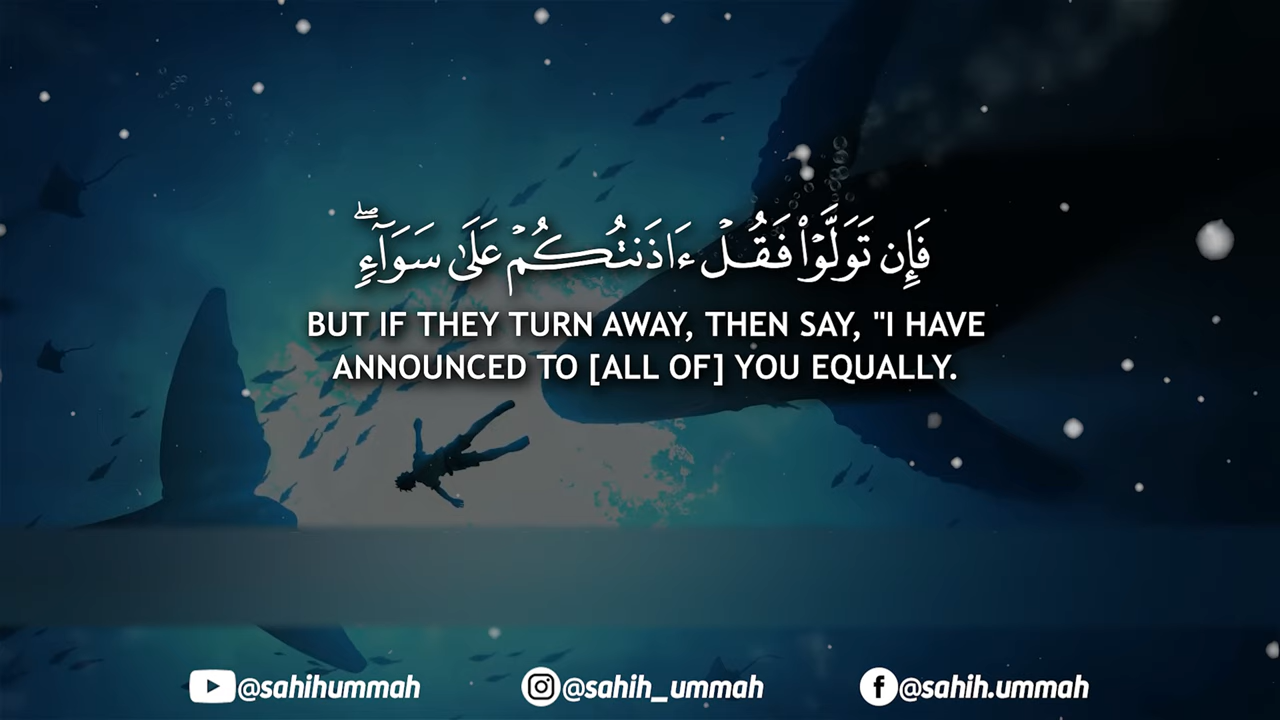 فَإِن تَوَلَّوۡاْ فَقُلۡ ءَاذَنتُكُمۡ عَلَىٰ سَوَآءٖۖ
BUT IF THEY TURN AWAY, THEN SAY, "I HAVE
ANNOUNCED TO [ALL OF] YOU EQUALLY.
@sahihummah @sahih_ummah @sahih.ummah